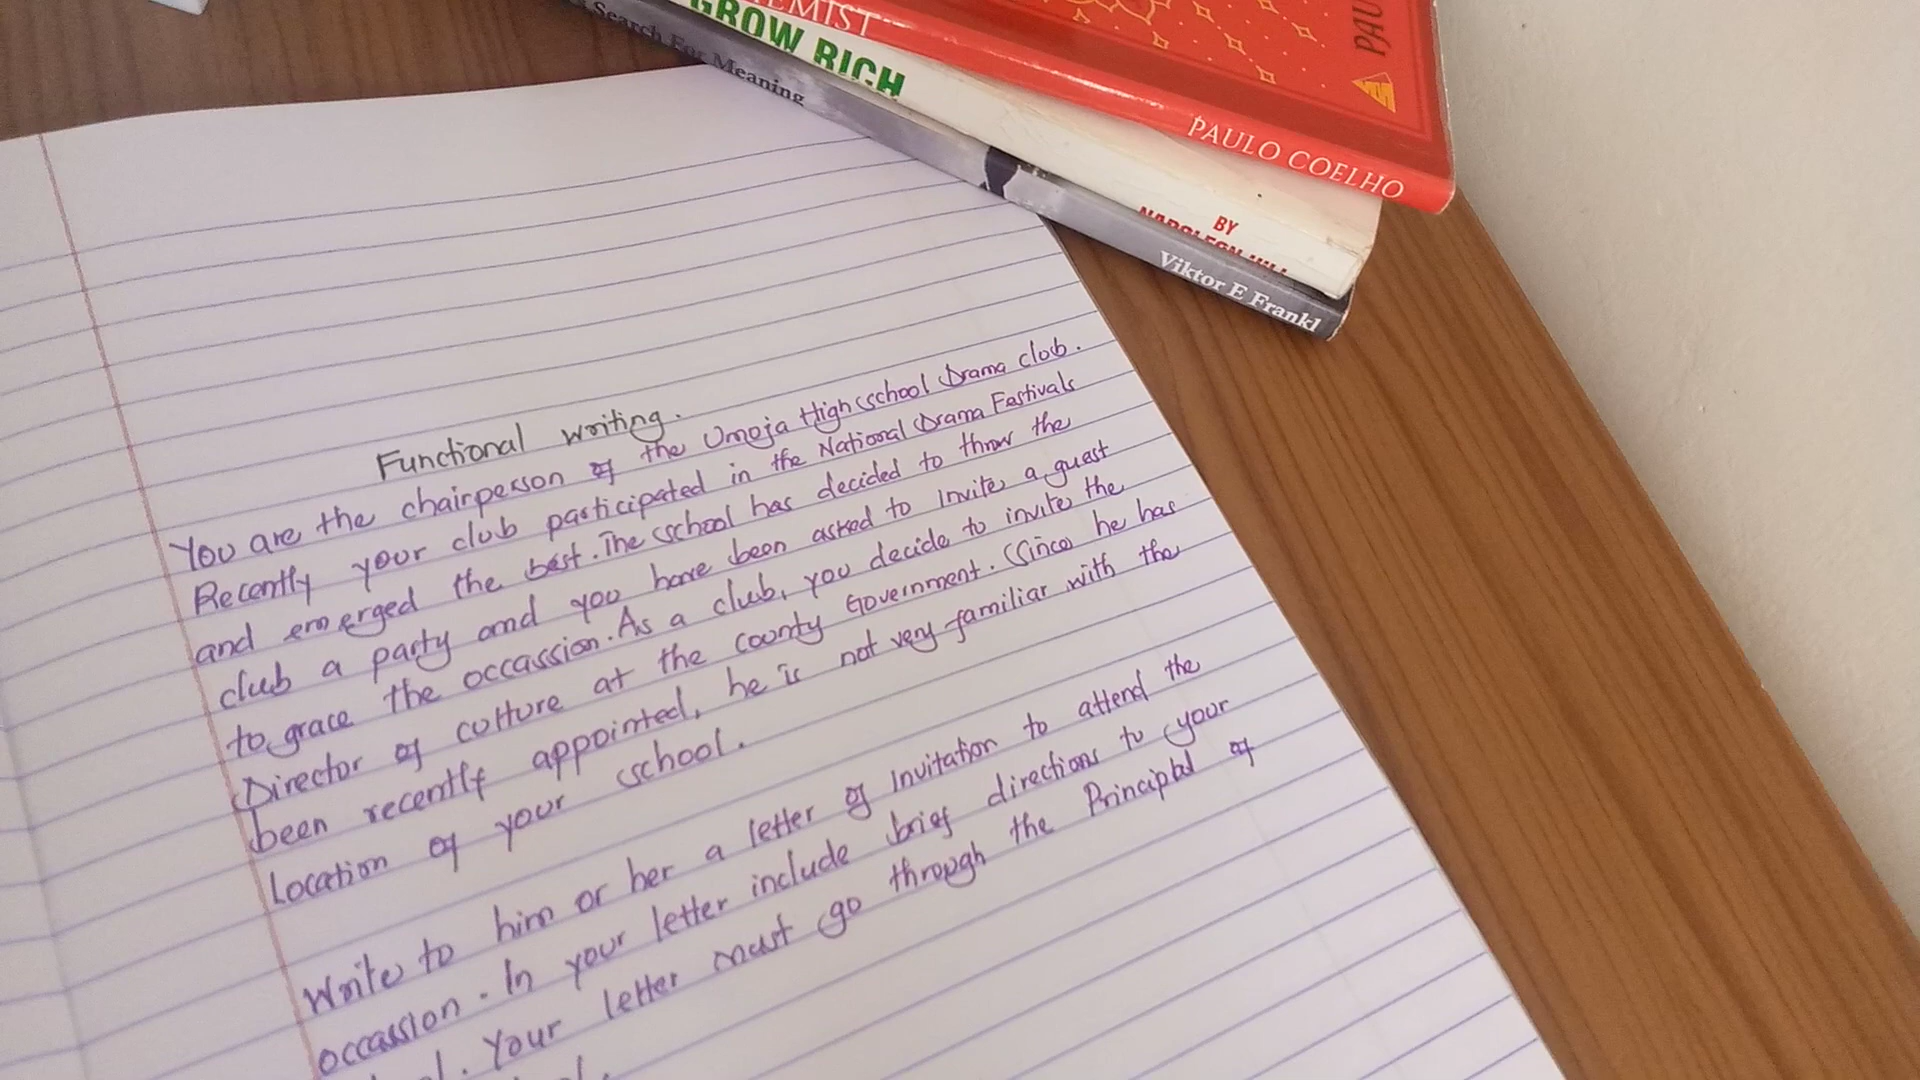 PAU
EMIST
PAULO COELHO
GROW RICH
BY
NAPOLEON HILL
Search For Meaning
Viktor E Frankl
Functional writing.
You are the chairperson of the Umoja High school Drama club.
Recently your club participated in the National Drama Festivals
and emerged the best. The school has decided to throw the
club a party and you have been asked to invite a guest
to grace the occassion. As a club, you decide to invite the
Director of culture at the county Government. Since he has
been recently appointed, he is not very familiar with the
Location of your school.
Write to him or her a letter of invitation to attend the
occassion. In your letter include brief directions to your
Your letter must go through the Principal of